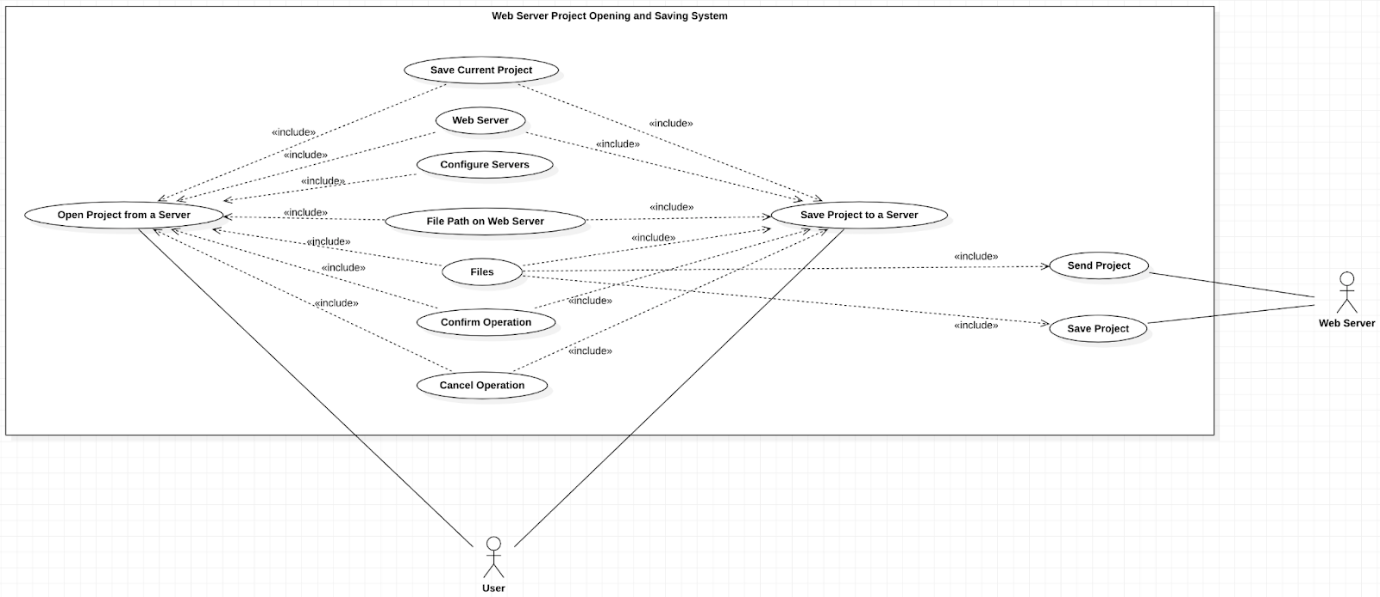 Web Server Project Opening and Saving System
Save Current Project
Web Server
«include»
«include»
«include»
«include»
Configure Servers
«include»
Open Project from a Server
«include»
File Path on Web Server
«include»
Save Project to a Server
«include»
«include»
Files
«include»
Send Project
«include»
«include»
«include»
Confirm Operation
«include»
Save Project
Web Server
«include»
Cancel Operation
User